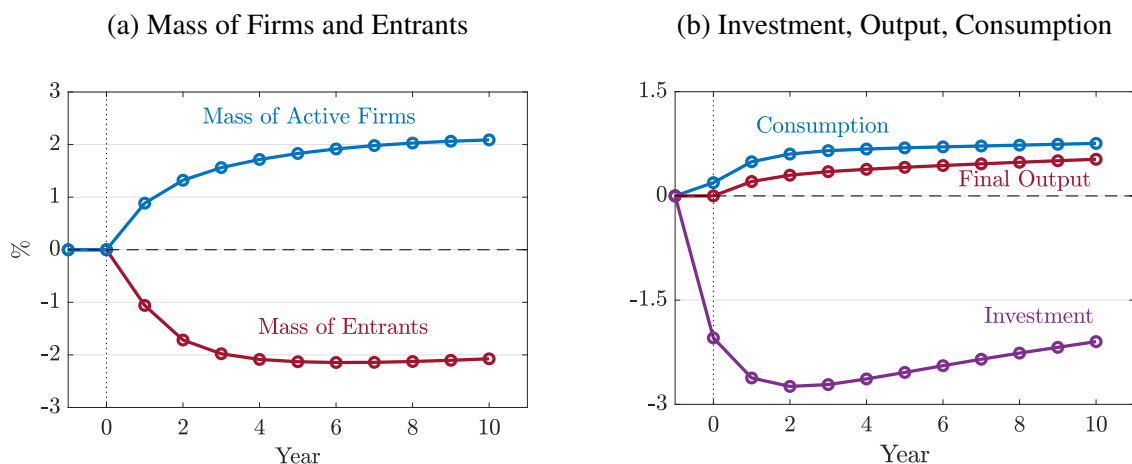 (a) Mass of Firms and Entrants
3
2
1
0
-1
-2
-3
%
Mass of Active Firms
Mass of Entrants
0 2 4 6 8 10
Year
(b) Investment, Output, Consumption
1.5
0
-1.5
-3
Consumption
Final Output
Investment
0 2 4 6 8 10
Year